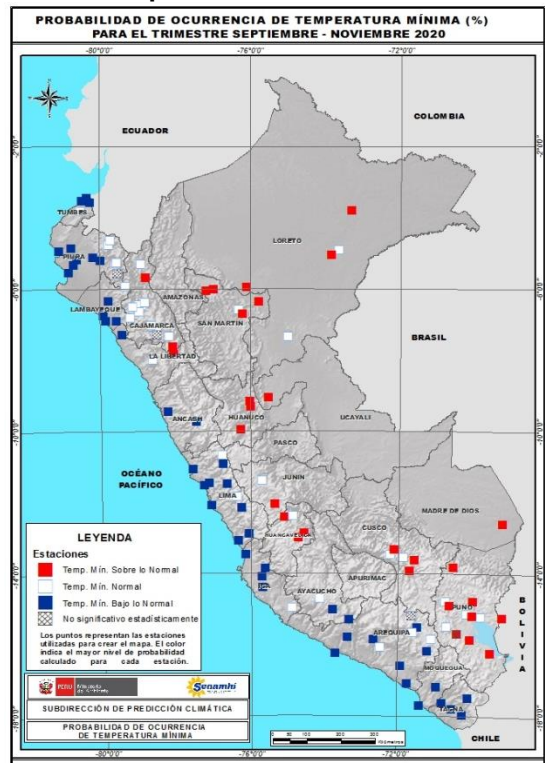 PROBABILIDAD DE OCURRENCIA DE TEMPERATURA MÍNIMA (%)
PARA EL TRIMESTRE SEPTIEMBRE - NOVIEMBRE 2020
-80°0'0" -76°0'0" -72°0'0"
COLOMBIA
ECUADOR
TUMBES
LORETO
PIURA
AMAZONAS
LAMBAYEQUE
CAJAMARCA
SAN MARTIN
BRASIL
LA LIBERTAD
ANCASH
HUANUCO
UCAYALI
PASCO
OCÉANO
PACÍFICO
JUNIN
LIMA
MADRE DE DIOS
CUSCO
HUANCAVELICA
APURIMAC
AYACUCHO
PUNO
BOLIVIA
AREQUIPA
MOQUEGUA
TACNA
CHILE
LEYENDA
Estaciones
Temp. Mín. Sobre lo Normal
Temp. Mín. Normal
Temp. Mín. Bajo lo Normal
No significativo estadísticamente
Los puntos representan las estaciones
utilizadas para crear el mapa. El color
indica el mayor nivel de probabilidad
calculado para cada estación.
PERÚ Ministerio del Ambiente
Senamhi
SUBDIRECCIÓN DE PREDICCIÓN CLIMÁTICA
PROBABILIDAD DE OCURRENCIA
DE TEMPERATURA MÍNIMA
-80°0'0" -76°0'0" -72°0'0"